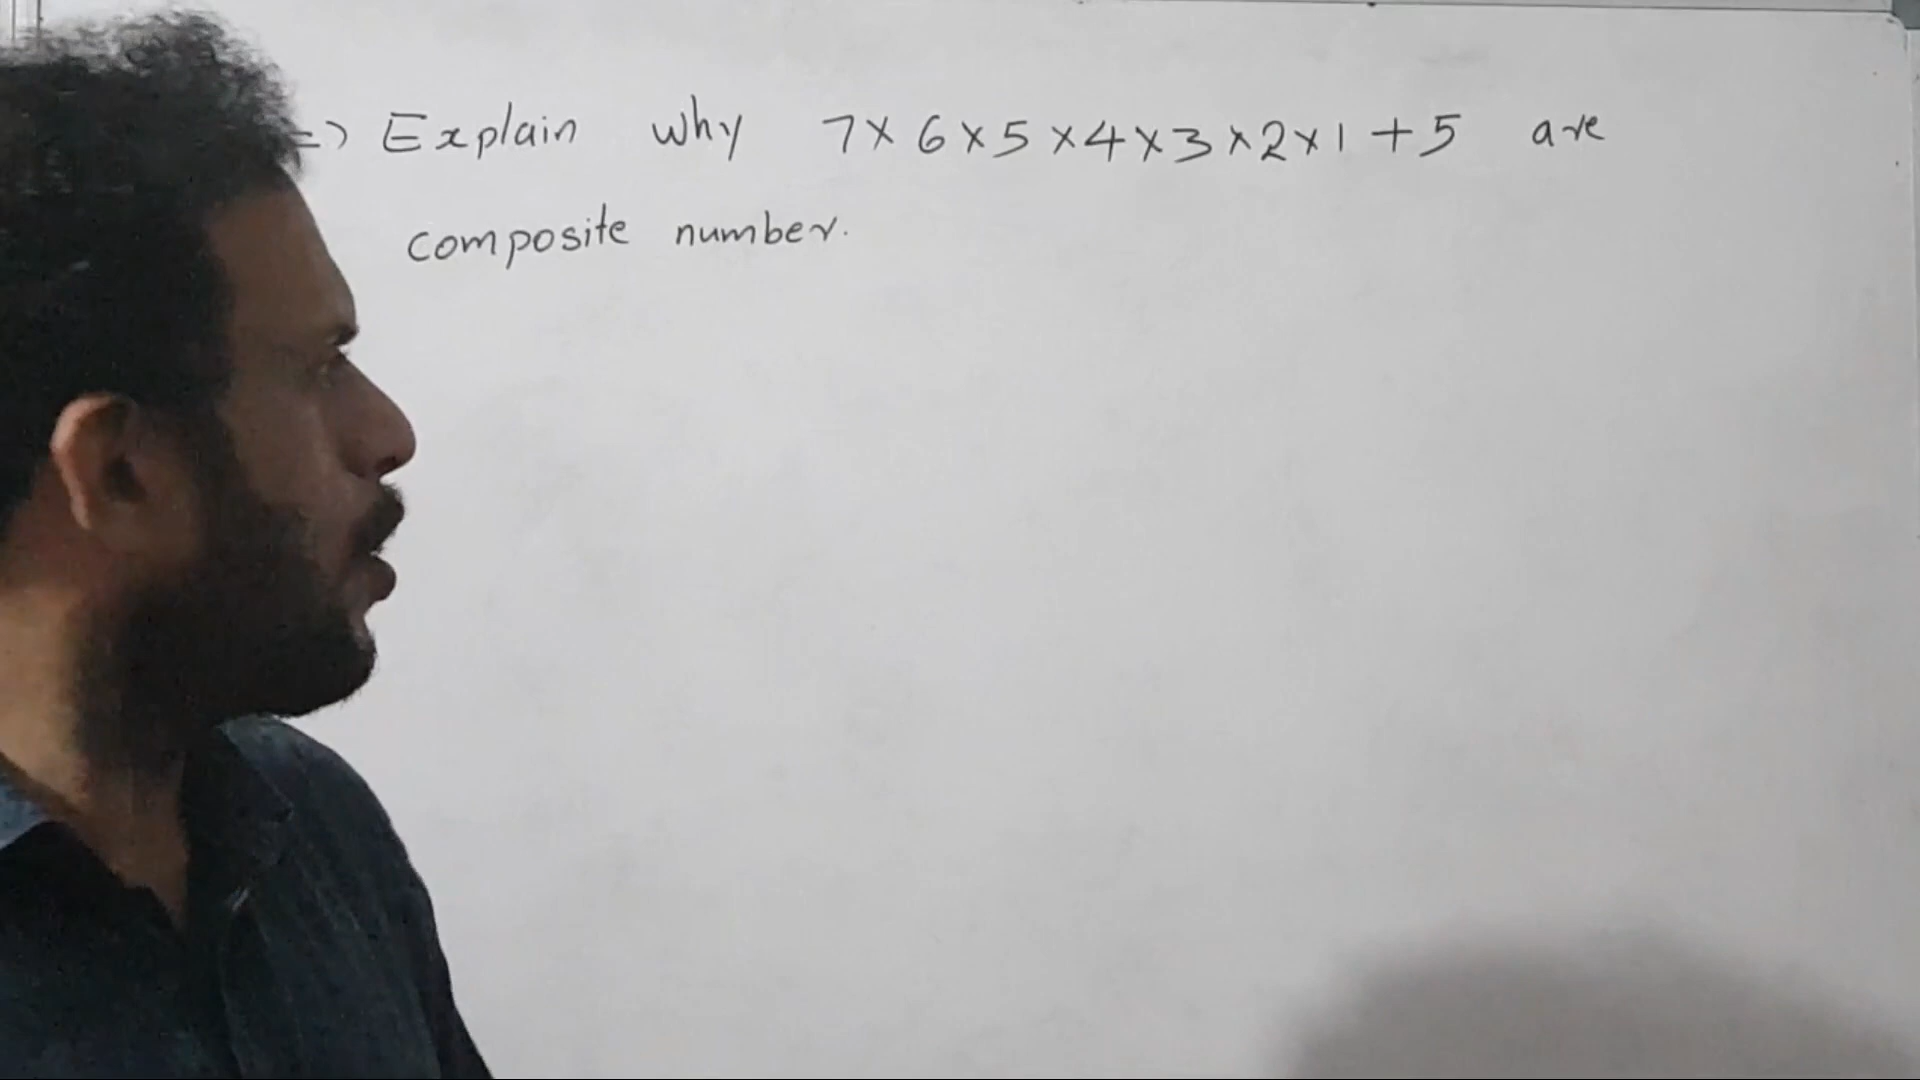 => Explain why 7 × 6 × 5 × 4 × 3 × 2 × 1 + 5 are
composite number.